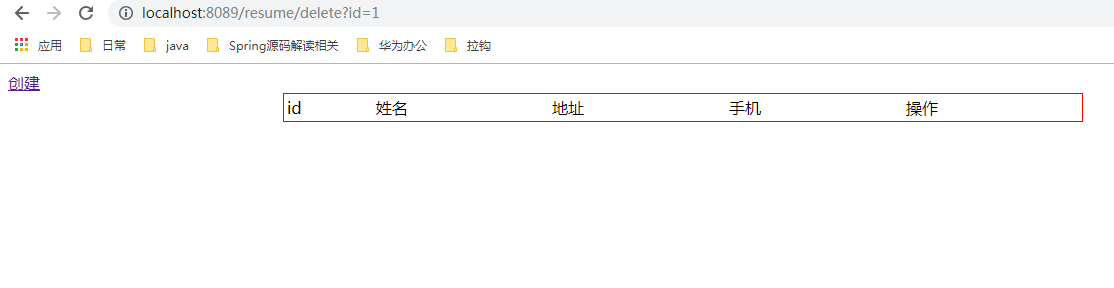 localhost:8089/resume/delete?id=1
应用 日常 java Spring源码解读相关 华为办公 拉钩
创建
id 姓名 地址 手机 操作